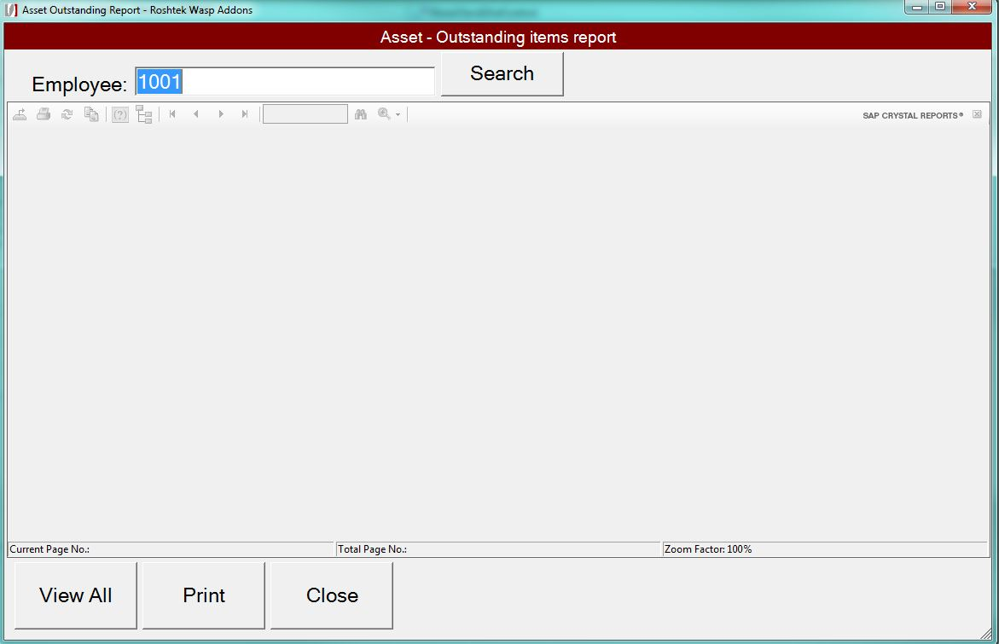 Asset Outstanding Report - Roshtek Wasp Addons
Asset - Outstanding items report
Employee: 1001 Search
SAP CRYSTAL REPORTS®
Current Page No.: Total Page No.: Zoom Factor: 100%
View All Print Close